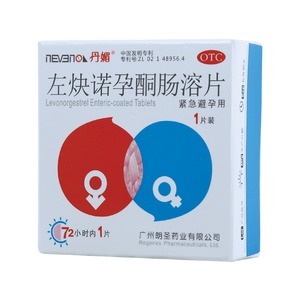 nevenol 丹媚®
中国发明专利
专利号:ZL 02 1 48956.4
OTC
左炔诺孕酮肠溶片
Levonorgestrel Enteric-coated Tablets
紧急避孕用
1片装
72小时内1片
广州朗圣药业有限公司
Regenex Pharmaceuticals, Ltd.